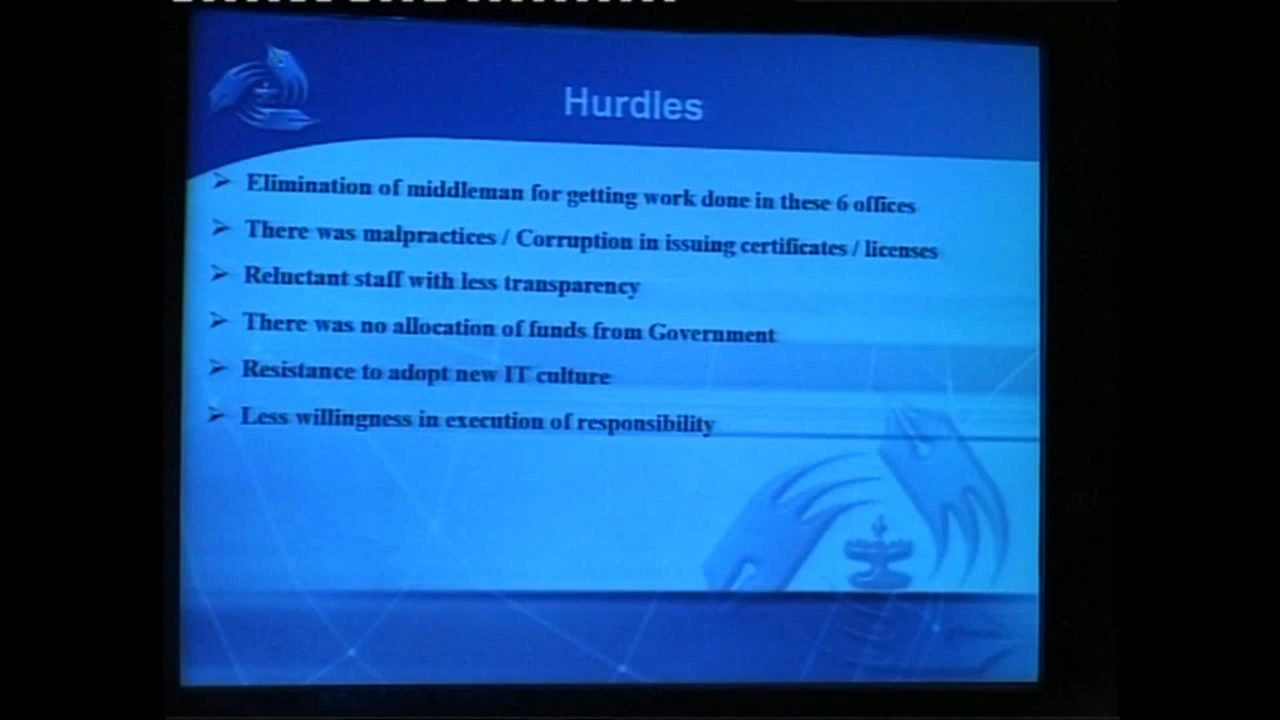 Hurdles
➢ Elimination of middleman for getting work done in these 6 offices
➢ There was malpractices / Corruption in issuing certificates / licenses
➢ Reluctant staff with less transparency
➢ There was no allocation of funds from Government
➢ Resistance to adopt new IT culture
➢ Less willingness in execution of responsibility